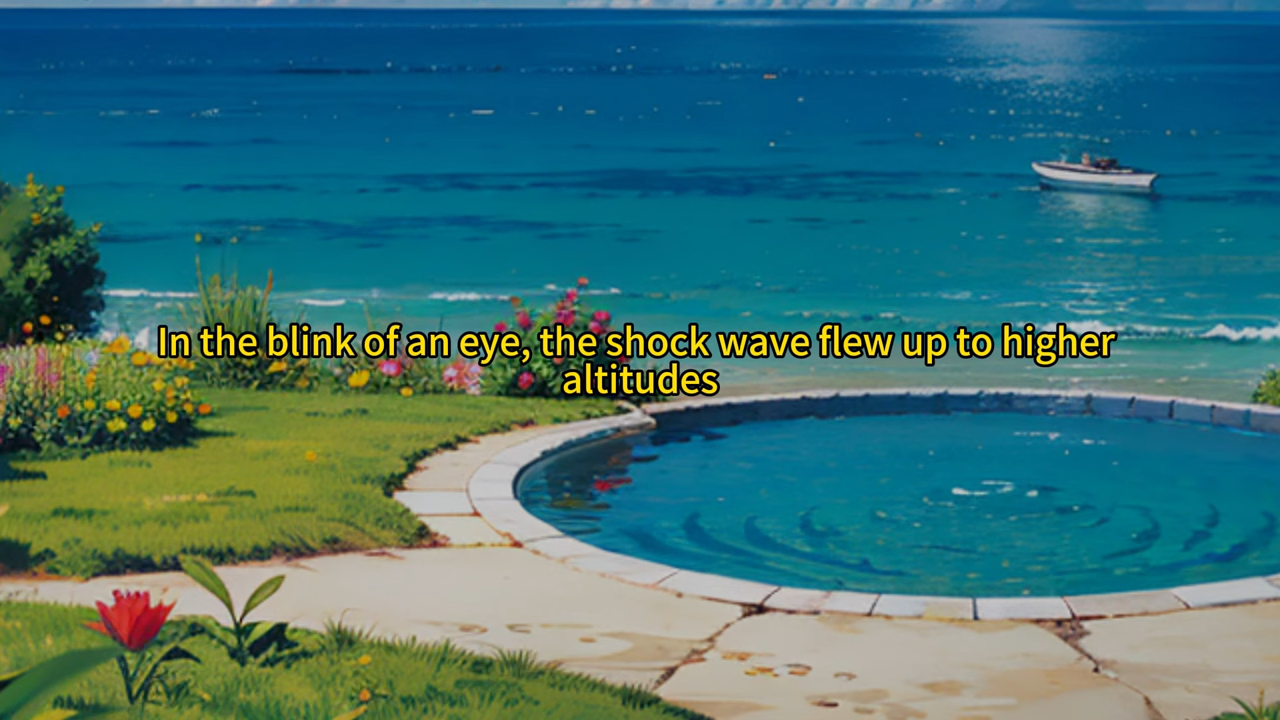 In the blink of an eye, the shock wave flew up to higher
altitudes